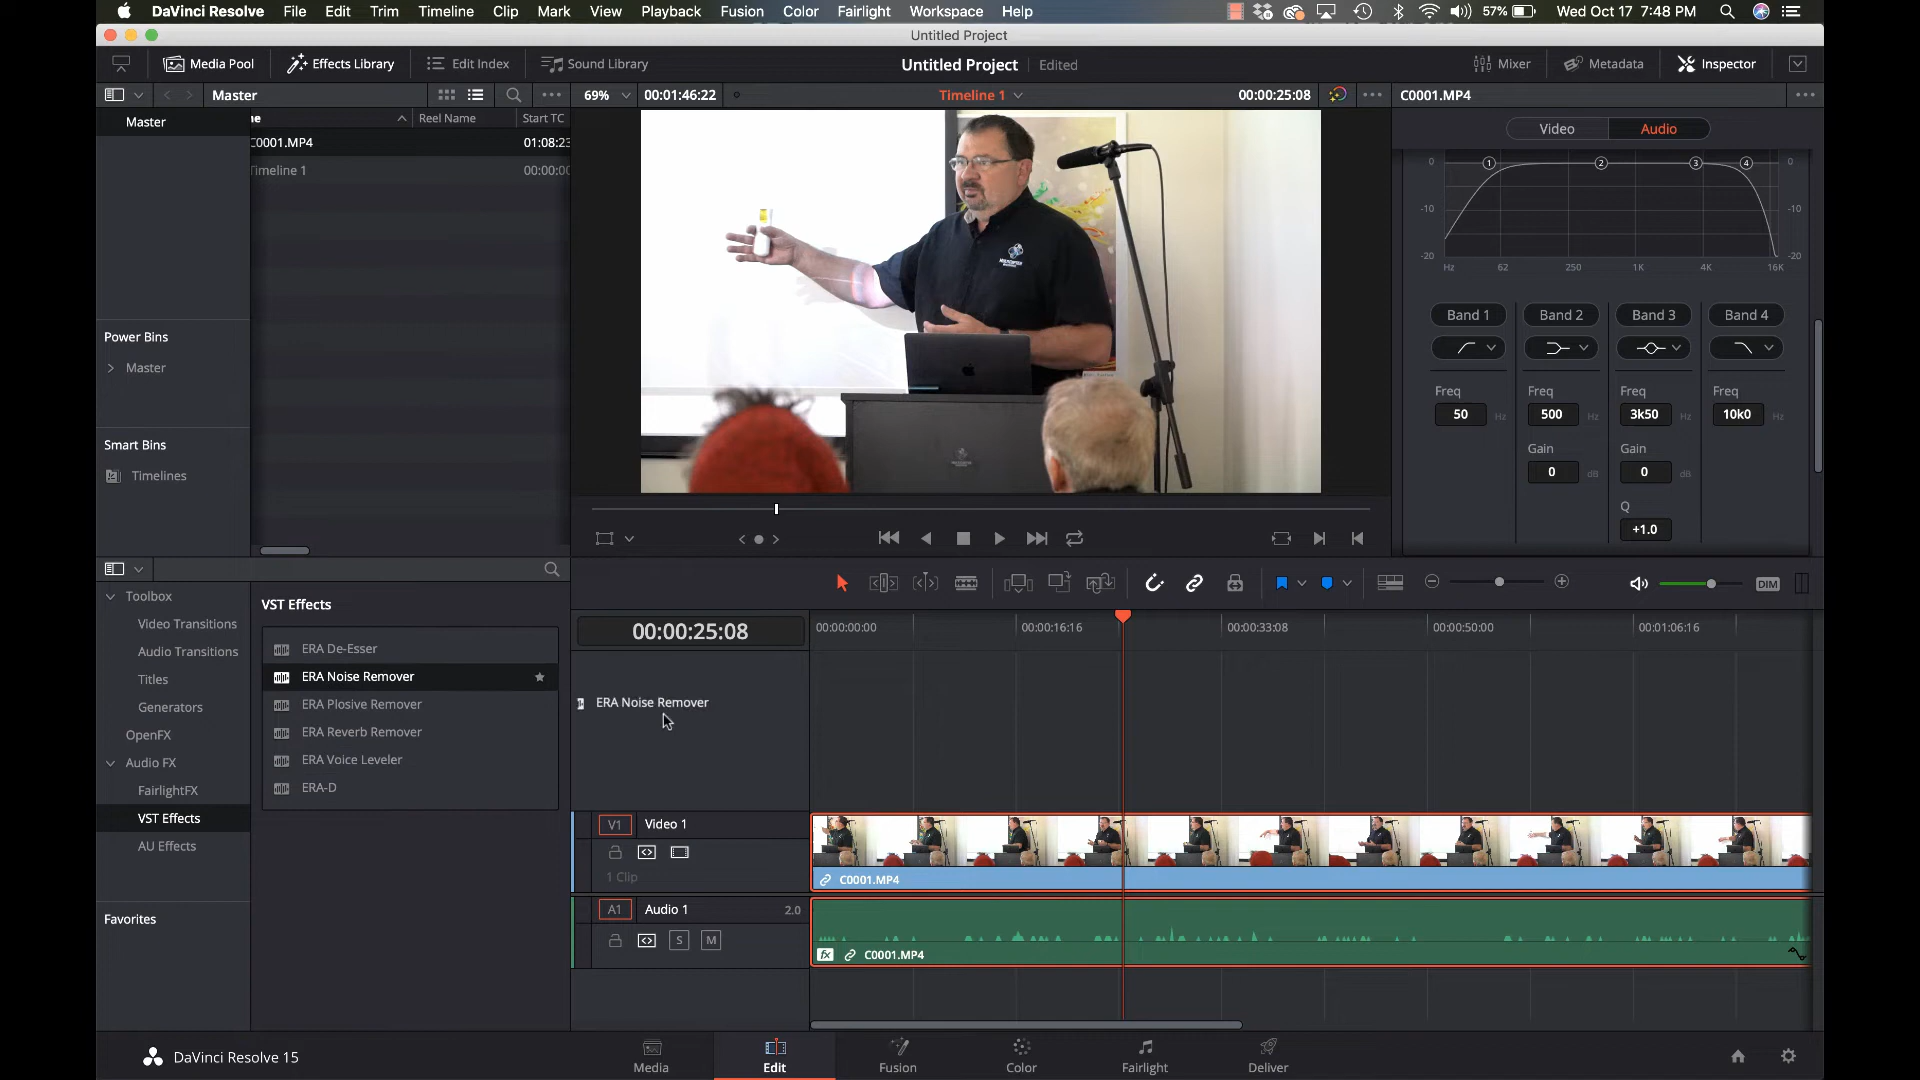 DaVinci Resolve File Edit Trim Timeline Clip Mark View Playback Fusion Color Fairlight Workspace Help 57% Wed Oct 17 7:48 PM
Untitled Project
Media Pool Effects Library Edit Index Sound Library Untitled Project Edited Mixer Metadata Inspector
Master 69% 00:01:46:22 Timeline 1 00:00:25:08 C0001.MP4
Master
ne Reel Name Start TC
C0001.MP4 01:08:23
Timeline 1 00:00:00
Power Bins
Master
Smart Bins
Timelines
Video Audio
0 1 2 3 4 0
-10 -10
-20 -20
Hz 62 250 1K 4K 16K
Band 1 Band 2 Band 3 Band 4
Freq Freq Freq Freq
50 Hz 500 Hz 3k50 Hz 10k0 Hz
Gain Gain
0 dB 0 dB
Q
+1.0
DIM
Toolbox
Video Transitions
Audio Transitions
Titles
Generators
OpenFX
Audio FX
FairlightFX
VST Effects
AU Effects
Favorites
VST Effects
ERA De-Esser
ERA Noise Remover
ERA Plosive Remover
ERA Reverb Remover
ERA Voice Leveler
ERA-D
00:00:25:08 00:00:00:00 00:00:16:16 00:00:33:08 00:00:50:00 00:01:06:16
ERA Noise Remover
V1 Video 1
1 Clip
C0001.MP4
A1 Audio 1 2.0
S M
fx C0001.MP4
DaVinci Resolve 15
Media Edit Fusion Color Fairlight Deliver